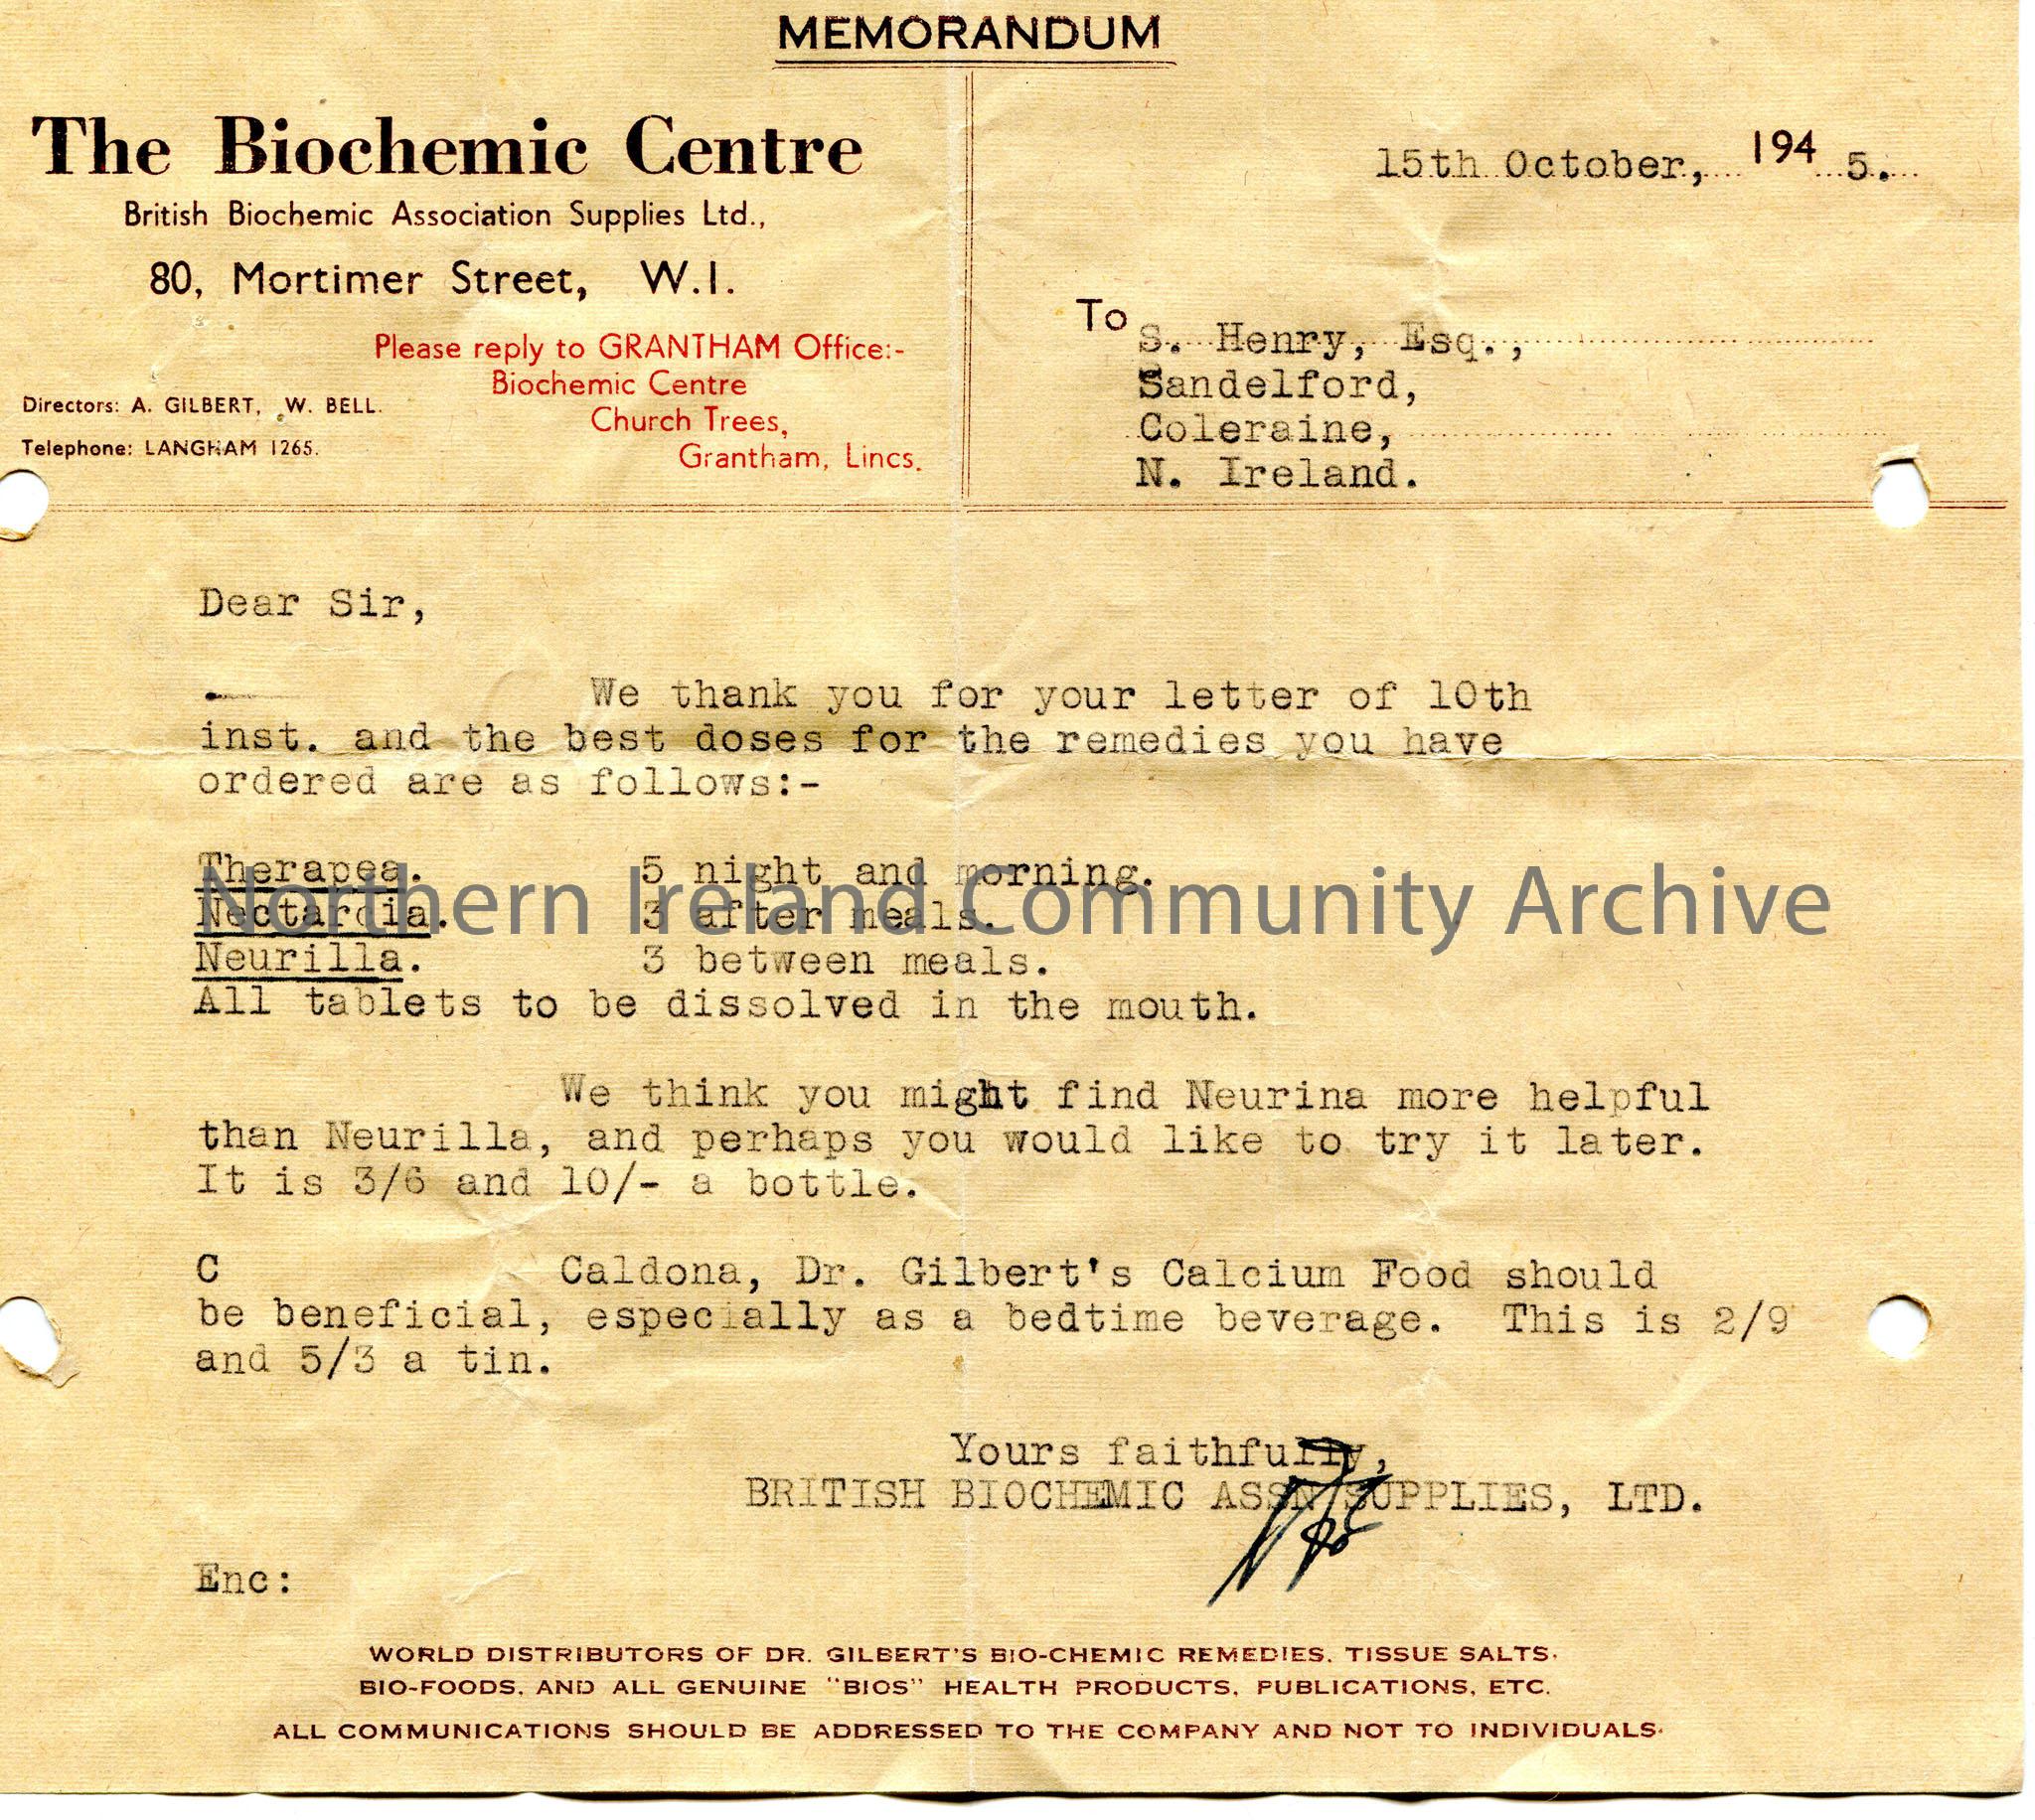 MEMORANDUM
The Biochemic Centre
British Biochemic Association Supplies Ltd.,
80, Mortimer Street, W.I.
Please reply to GRANTHAM Office:-
Biochemic Centre
Church Trees,
Grantham, Lincs.
Directors: A. GILBERT, W. BELL.
Telephone: LANGHAM 1265.
15th October, 194 5.
To S. Henry, Esq.,
Sandelford,
Coleraine,
N. Ireland.
Dear Sir,
We thank you for your letter of 10th
inst. and the best doses for the remedies you have
ordered are as follows:-
Therapea. 5 night and morning.
Northern Ireland Community Archive
Nectarcia. 3 after meals.
Neurilla. 3 between meals.
All tablets to be dissolved in the mouth.
We think you might find Neurina more helpful
than Neurilla, and perhaps you would like to try it later.
It is 3/6 and 10/- a bottle.
C Caldona, Dr. Gilbert's Calcium Food should
be beneficial, especially as a bedtime beverage. This is 2/9
and 5/3 a tin.
Yours faithfully,
BRITISH BIOCHEMIC ASSN SUPPLIES, LTD.
Enc:
WORLD DISTRIBUTORS OF DR. GILBERT'S BIO-CHEMIC REMEDIES, TISSUE SALTS.
BIO-FOODS, AND ALL GENUINE "BIOS" HEALTH PRODUCTS, PUBLICATIONS, ETC.
ALL COMMUNICATIONS SHOULD BE ADDRESSED TO THE COMPANY AND NOT TO INDIVIDUALS.